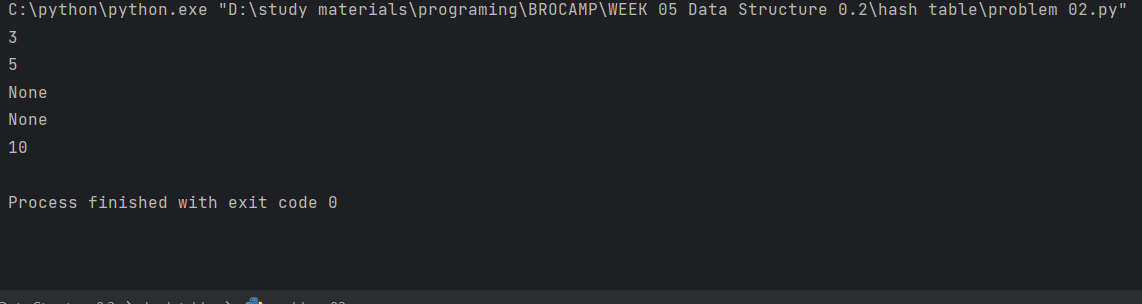 C:\python\python.exe "D:\study materials\programing\BROCAMP\WEEK 05 Data Structure 0.2\hash table\problem 02.py"
3
5
None
None
10
Process finished with exit code 0